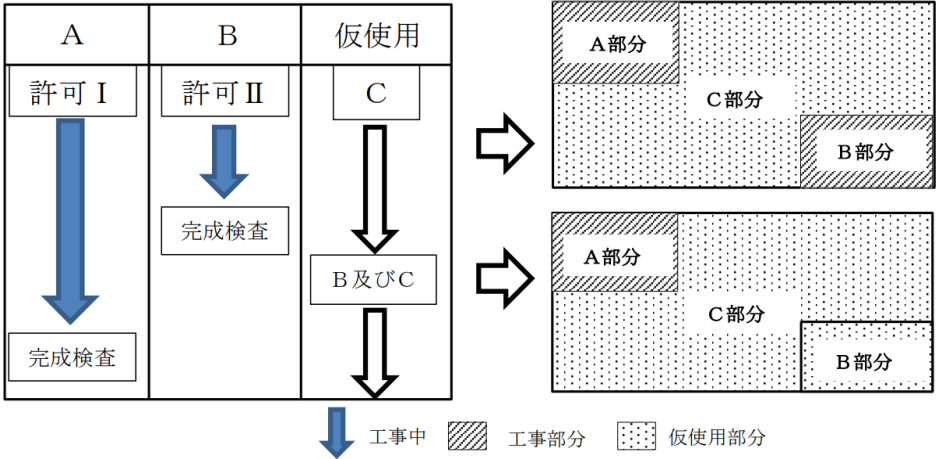 A
B
仮使用
許可Ⅰ
許可Ⅱ
C
完成検査
B及びC
完成検査
A部分
C部分
B部分
A部分
C部分
B部分
工事中
工事部分
仮使用部分